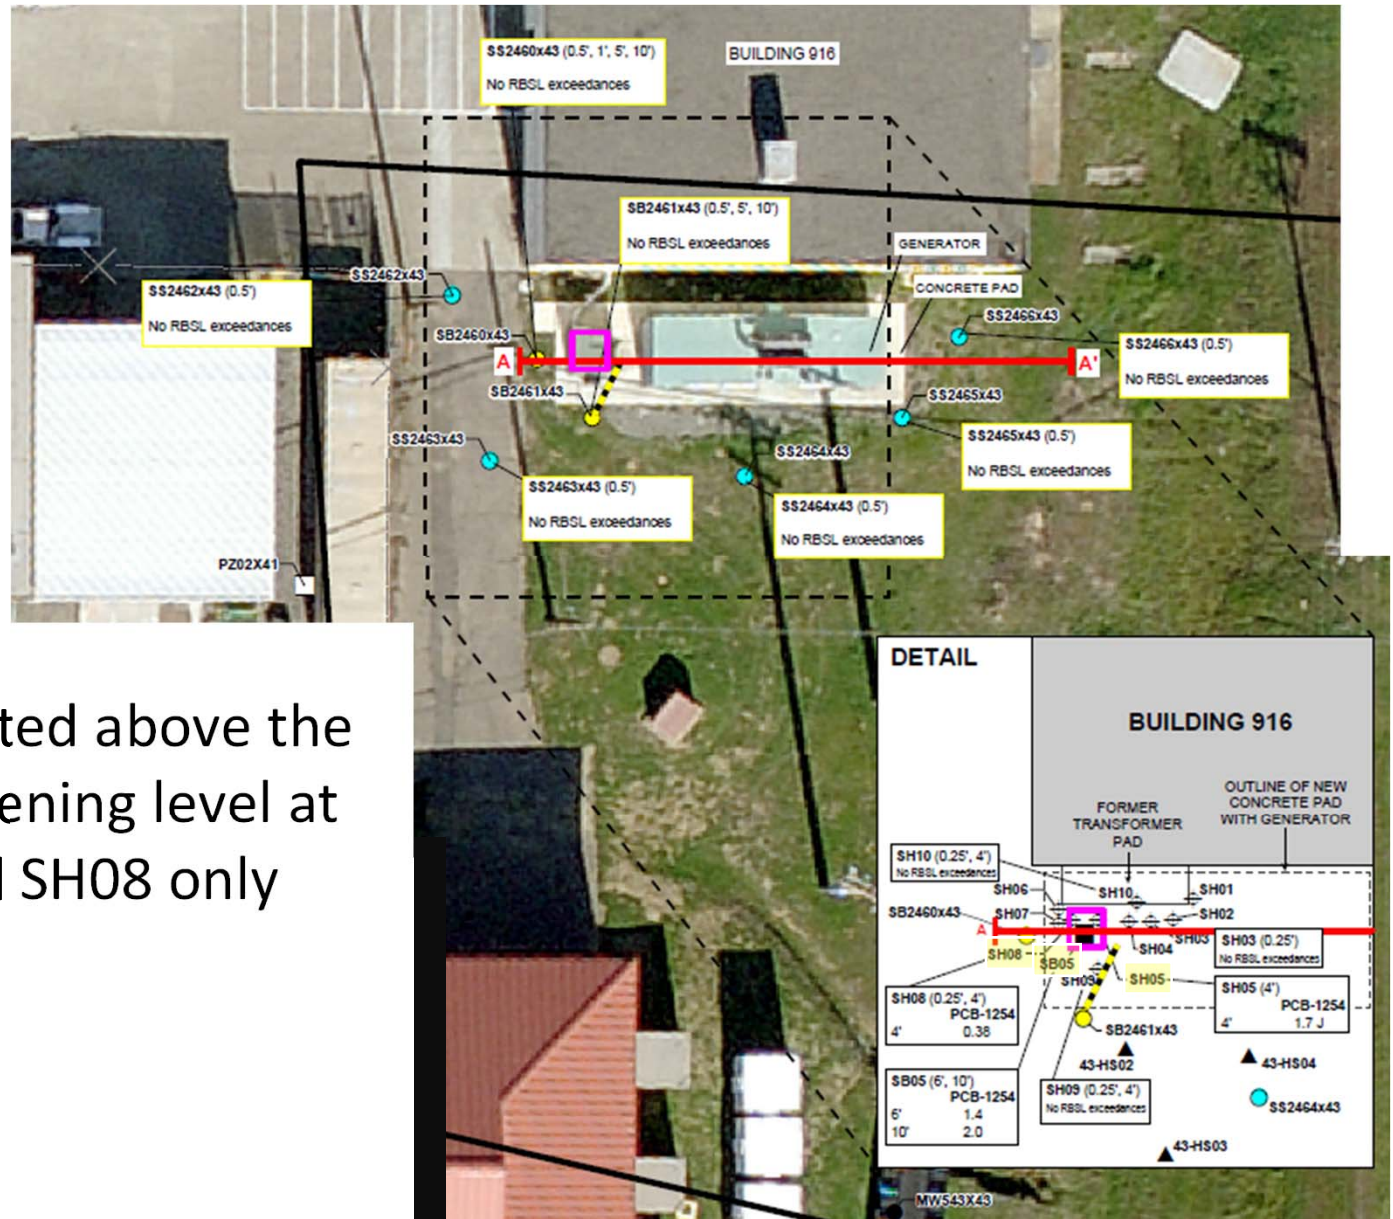 SS2460x43 (0.5', 1', 5', 10')
No RBSL exceedances
BUILDING 916
SB2461x43 (0.5', 5', 10')
No RBSL exceedances
GENERATOR
CONCRETE PAD
SS2462x43
SS2462x43 (0.5')
No RBSL exceedances
SB2460x43
A
A'
SS2466x43
SS2466x43 (0.5')
No RBSL exceedances
SB2461x43
SS2465x43
SS2465x43 (0.5')
No RBSL exceedances
SS2463x43
SS2463x43 (0.5')
No RBSL exceedances
SS2464x43
SS2464x43 (0.5')
No RBSL exceedances
PZ02X41
ted above the
ening level at
SH08 only
DETAIL
BUILDING 916
FORMER
TRANSFORMER
PAD
OUTLINE OF NEW
CONCRETE PAD
WITH GENERATOR
SH10 (0.25', 4')
No RBSL exceedances
SH06
SH10
SH01
SB2460x43
SH07
SH02
A
SH03
SH04
SH03 (0.25')
No RBSL exceedances
SH08
SB05
SH09
SH05
SH08 (0.25', 4')
PCB-1254
4' 0.38
SH05 (4')
PCB-1254
4' 1.7 J
SB2461x43
43-HS02
43-HS04
SB05 (6', 10')
PCB-1254
6' 1.4
10' 2.0
SH09 (0.25', 4')
No RBSL exceedances
SS2464x43
43-HS03
MW543X43